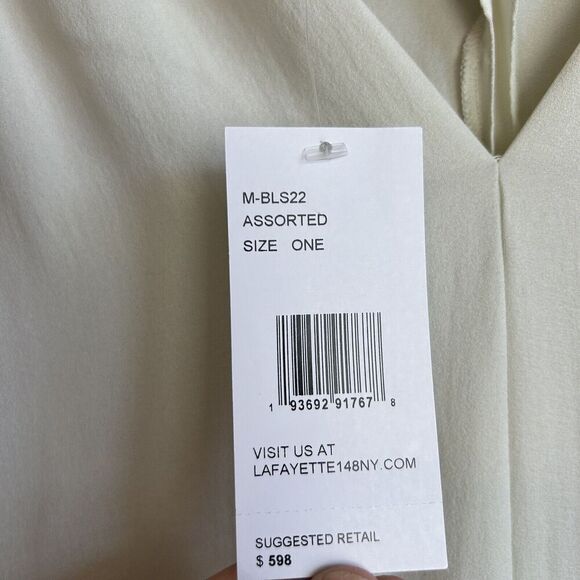 M-BLS22
ASSORTED
SIZE ONE
1 93692 91767 8
VISIT US AT
LAFAYETTE148NY.COM
SUGGESTED RETAIL
$ 598